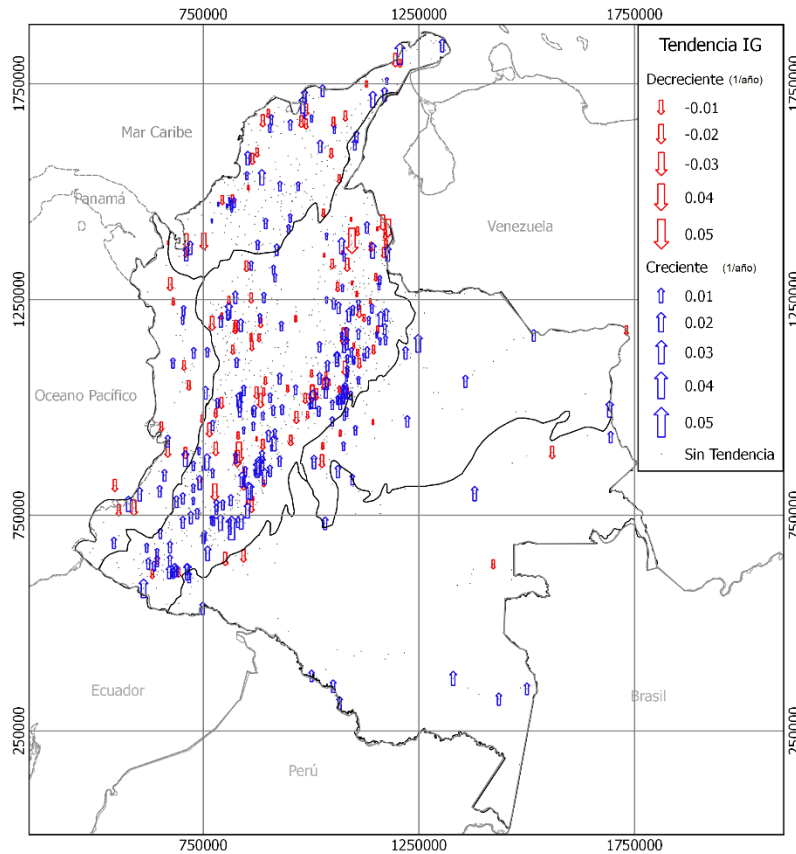 750000 1250000 1750000
Tendencia IG
Decreciente (1/año)
-0.01
-0.02
-0.03
0.04
0.05
Creciente (1/año)
0.01
0.02
0.03
0.04
0.05
Sin Tendencia
1750000 1750000
Mar Caribe
Panamá
Venezuela
1250000 1250000
Oceano Pacífico
750000 750000
Ecuador
Brasil
250000 250000
Perú
750000 1250000 1750000